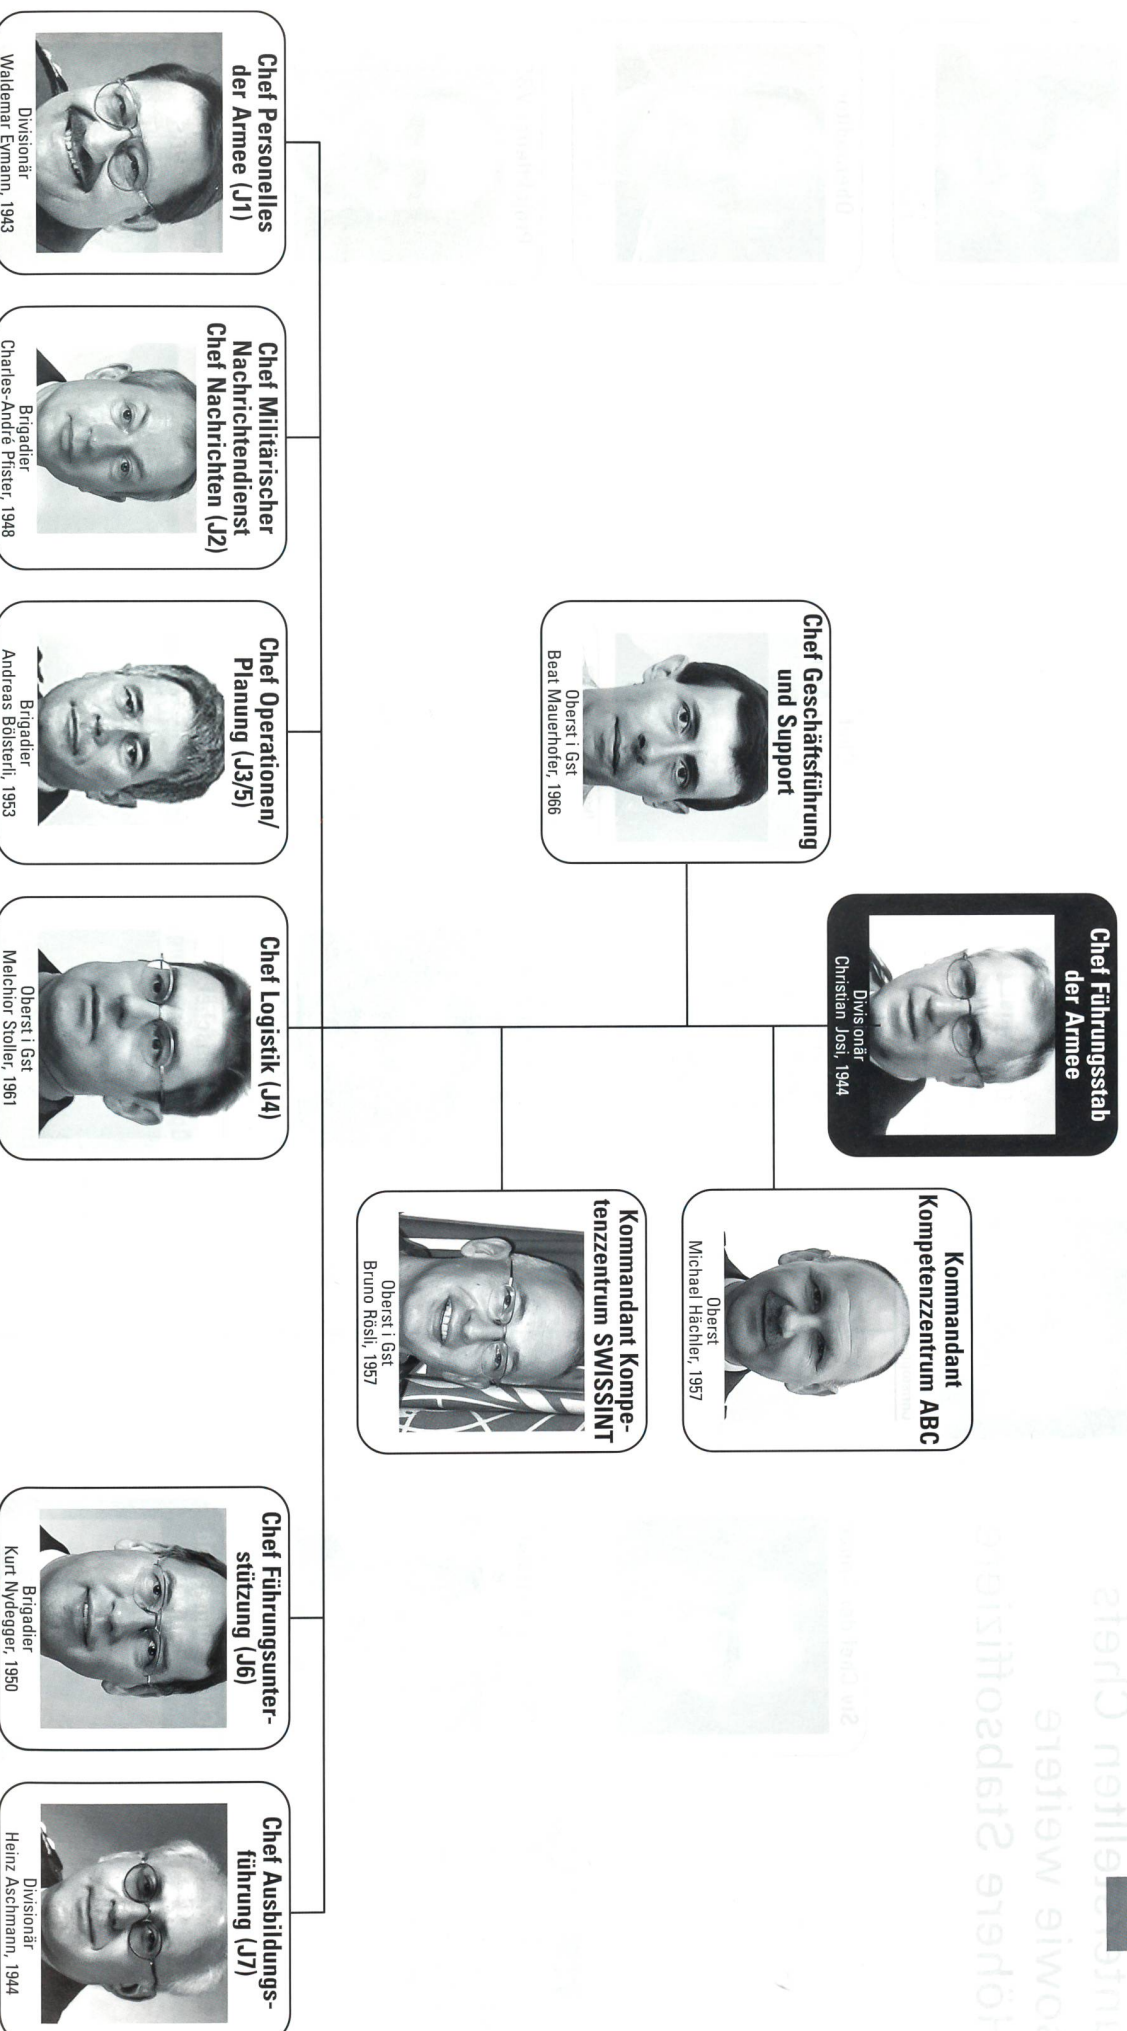 Chef Führungsstab
der Armee
Divisionär
Christian Josi, 1944
Chef Geschäftsführung
und Support
Oberst i Gst
Beat Mauerhofer, 1966
Kommandant
Kompetenzzentrum ABC
Oberst
Michael Hächler, 1957
Kommandant Kompe-
tenzzentrum SWISSINT
Oberst i Gst
Bruno Rösli, 1957
Chef Personelles
der Armee (J1)
Divisionär
Waldemar Eymann, 1943
Chef Militärischer
Nachrichtendienst
Chef Nachrichten (J2)
Brigadier
Charles-André Pfister, 1948
Chef Operationen/
Planung (J3/5)
Brigadier
Andreas Bölsterli, 1953
Chef Logistik (J4)
Oberst i Gst
Melchior Stoller, 1961
Chef Führungsunter-
stützung (J6)
Brigadier
Kurt Nydegger, 1950
Chef Ausbildungs-
führung (J7)
Divisionär
Heinz Aschmann, 1944